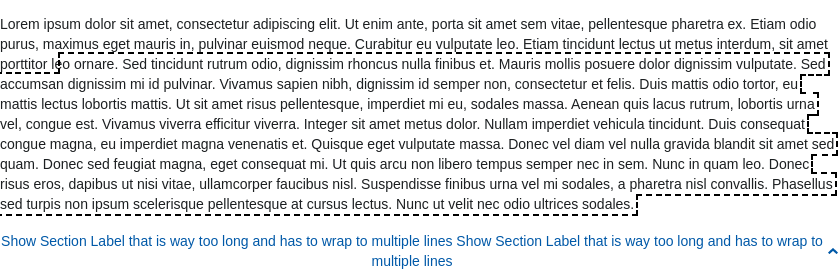 Lorem ipsum dolor sit amet, consectetur adipiscing elit. Ut enim ante, porta sit amet sem vitae, pellentesque pharetra ex. Etiam odio
purus, maximus eget mauris in, pulvinar euismod neque. Curabitur eu vulputate leo. Etiam tincidunt lectus ut metus interdum, sit amet
porttitor leo ornare. Sed tincidunt rutrum odio, dignissim rhoncus nulla finibus et. Mauris mollis posuere dolor dignissim vulputate. Sed
accumsan dignissim mi id pulvinar. Vivamus sapien nibh, dignissim id semper non, consectetur et felis. Duis mattis odio tortor, eu
mattis lectus lobortis mattis. Ut sit amet risus pellentesque, imperdiet mi eu, sodales massa. Aenean quis lacus rutrum, lobortis urna
vel, congue est. Vivamus viverra efficitur viverra. Integer sit amet metus dolor. Nullam imperdiet vehicula tincidunt. Duis consequat
congue magna, eu imperdiet magna venenatis et. Quisque eget vulputate massa. Donec vel diam vel nulla gravida blandit sit amet sed
quam. Donec sed feugiat magna, eget consequat mi. Ut quis arcu non libero tempus semper nec in sem. Nunc in quam leo. Donec
risus eros, dapibus ut nisi vitae, ullamcorper faucibus nisl. Suspendisse finibus urna vel mi sodales, a pharetra nisl convallis. Phasellus
sed turpis non ipsum scelerisque pellentesque at cursus lectus. Nunc ut velit nec odio ultrices sodales.
Show Section Label that is way too long and has to wrap to multiple lines Show Section Label that is way too long and has to wrap to
multiple lines